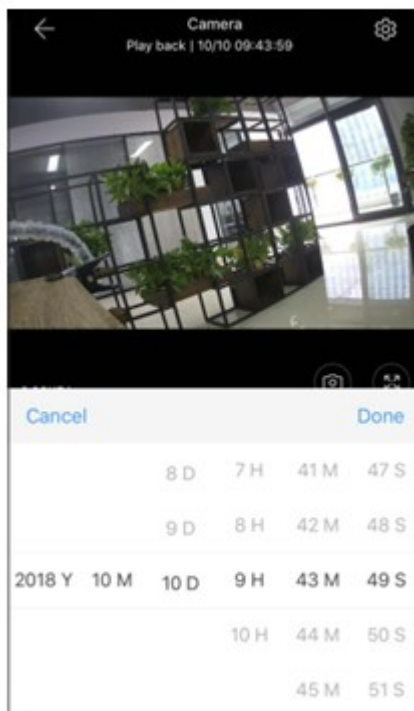 Camera
Play back | 10/10 09:43:59
Cancel Done
8 D 7 H 41 M 47 S
9 D 8 H 42 M 48 S
2018 Y 10 M 10 D 9 H 43 M 49 S
10 H 44 M 50 S
45 M 51 S